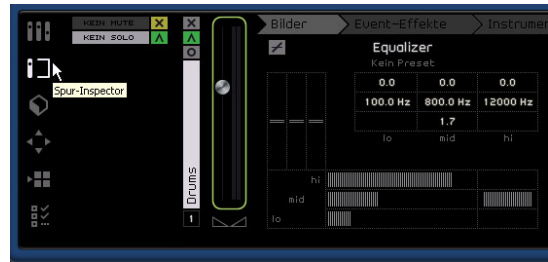 KEIN MUTE X X Bilder Event-Effekte Instrumen
KEIN SOLO Λ Λ
O
Equalizer
Kein Preset
Spur-Inspector
0.0 0.0 0.0
100.0 Hz 800.0 Hz 12000 Hz
1.7
lo mid hi
Drums
1
hi
mid
lo